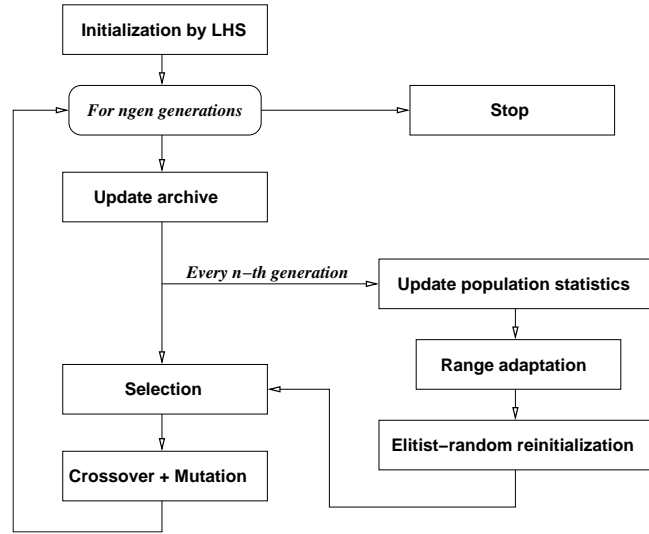 Initialization by LHS
For ngen generations
Stop
Update archive
Every n−th generation
Update population statistics
Range adaptation
Selection
Elitist−random reinitialization
Crossover + Mutation